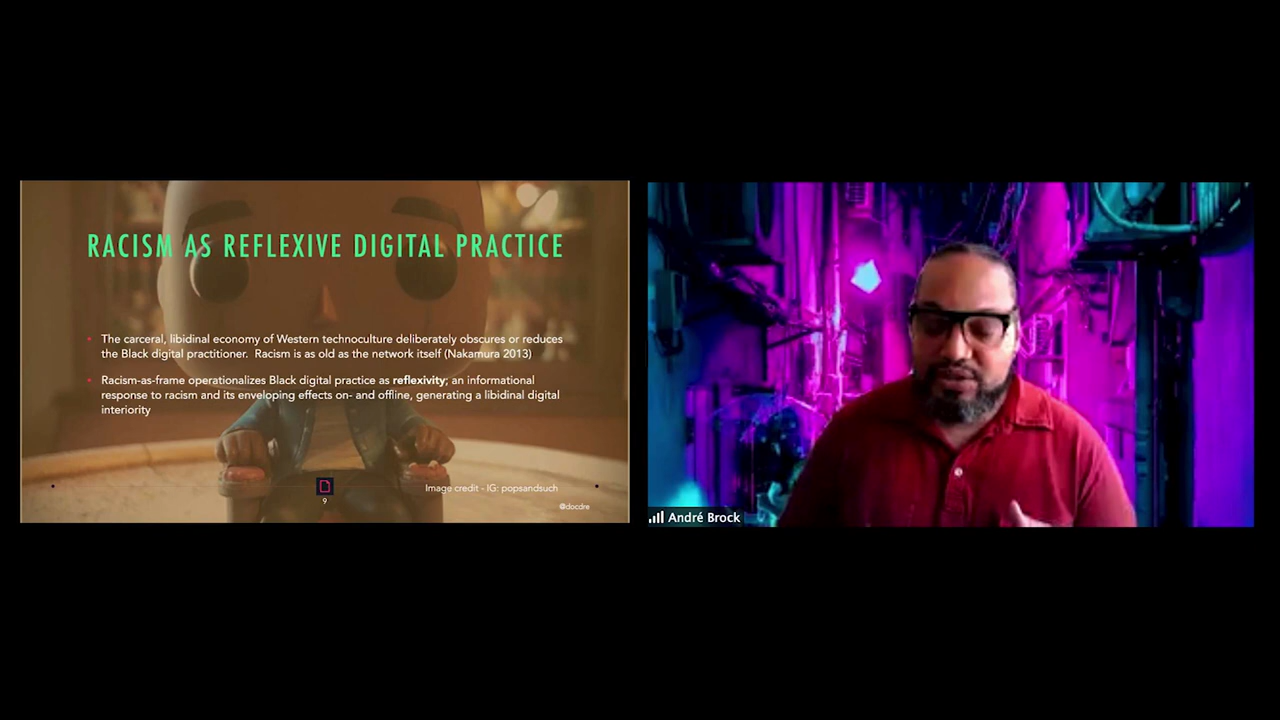 RACISM AS REFLEXIVE DIGITAL PRACTICE
• The carceral, libidinal economy of Western technoculture deliberately obscures or reduces
the Black digital practitioner. Racism is as old as the network itself (Nakamura 2013)
• Racism-as-frame operationalizes Black digital practice as reflexivity; an informational
response to racism and its enveloping effects on- and offline, generating a libidinal digital
interiority
Image credit - IG: popsandsuch
9
@docdre
André Brock